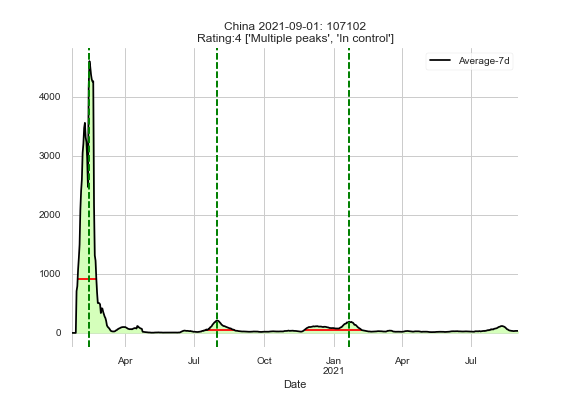 China 2021-09-01: 107102
Rating:4 ['Multiple peaks', 'In control']
Average-7d
4000
3000
2000
1000
0
Apr
Jul
Oct
Jan
2021
Apr
Jul
Date